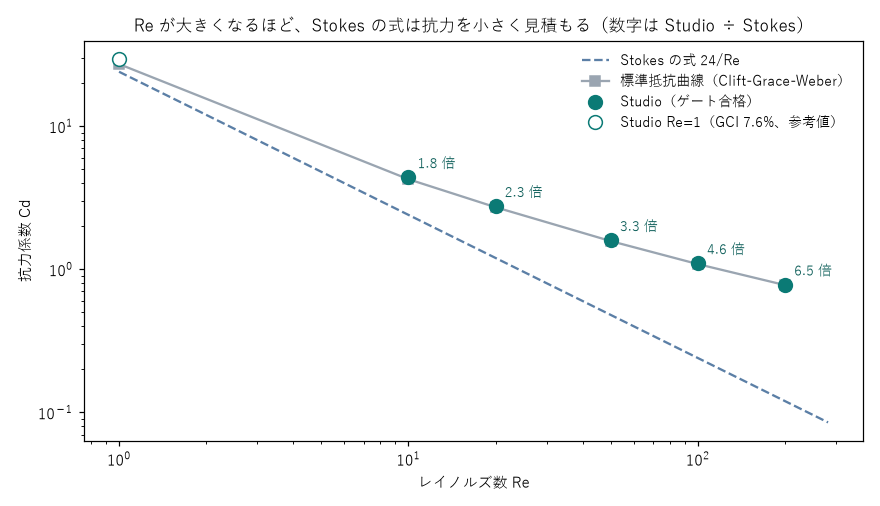 Re が大きくなるほど、Stokes の式は抗力を小さく見積もる（数字は Studio ÷ Stokes）
Stokes の式 24/Re
標準抵抗曲線（Clift-Grace-Weber）
Studio（ゲート合格）
Studio Re=1（GCI 7.6%、参考値）
10¹
10⁰
10⁻¹
抗力係数 Cd
1.8 倍
2.3 倍
3.3 倍
4.6 倍
6.5 倍
10⁰
10¹
10²
レイノルズ数 Re